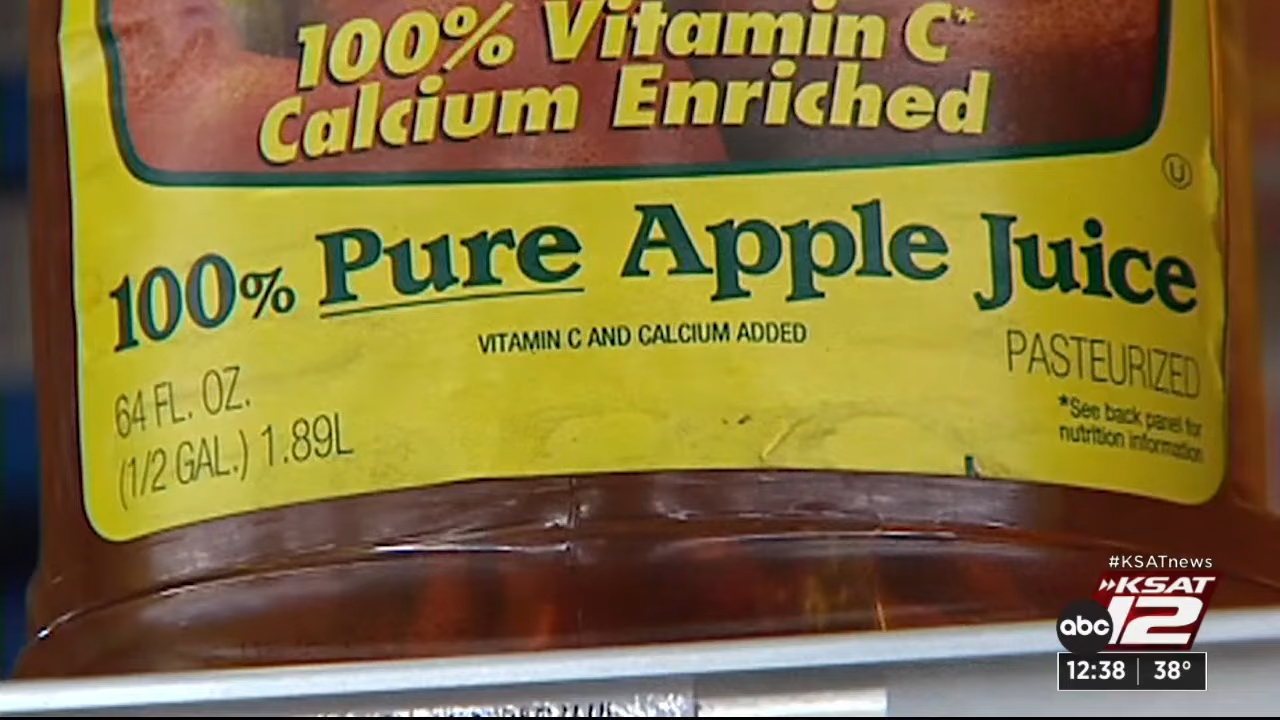 100% Vitamin C*
Calcium Enriched
U
100% Pure Apple Juice
VITAMIN C AND CALCIUM ADDED
64 FL. OZ.
(1/2 GAL.) 1.89L
PASTEURIZED
*See back panel for
nutrition information
#KSATnews
KSAT
abc 12
12:38 38°